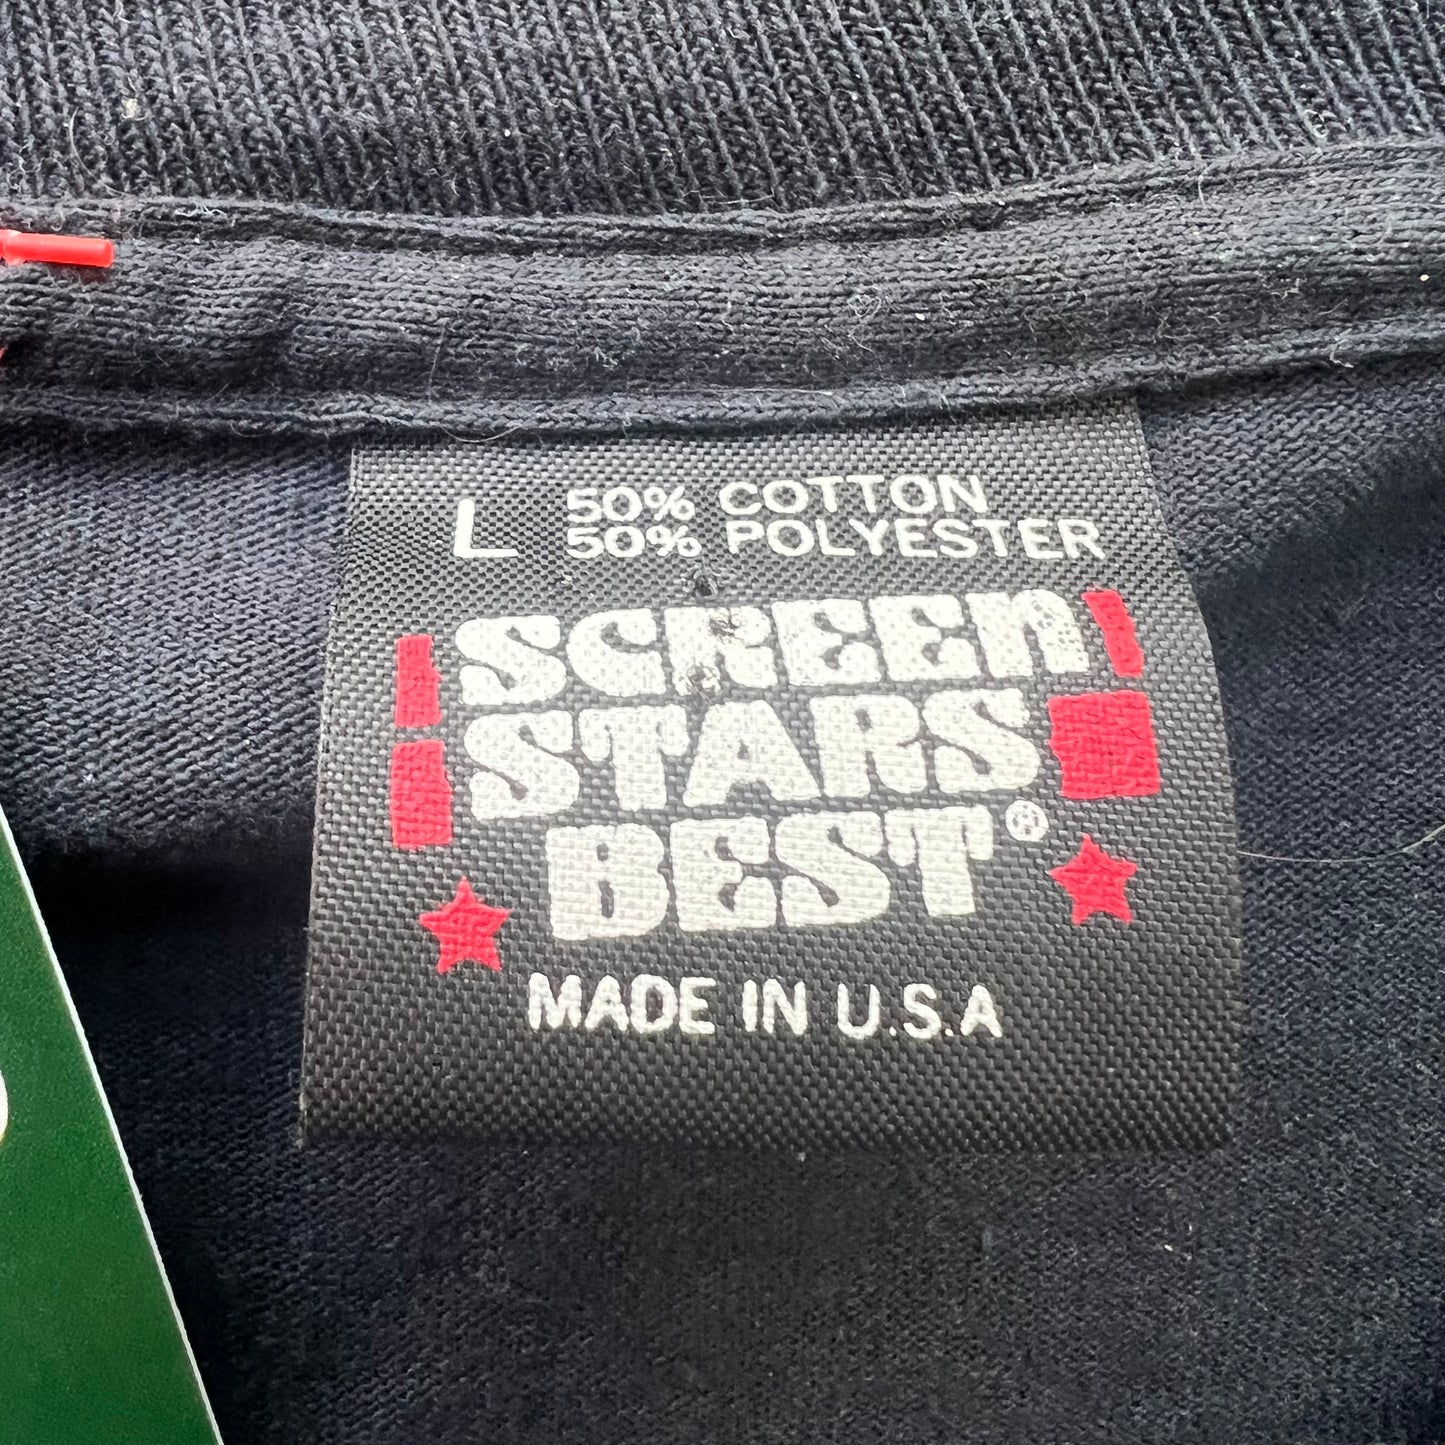 L 50% COTTON
50% POLYESTER
SCREEN
STARS
BEST®
MADE IN U.S.A